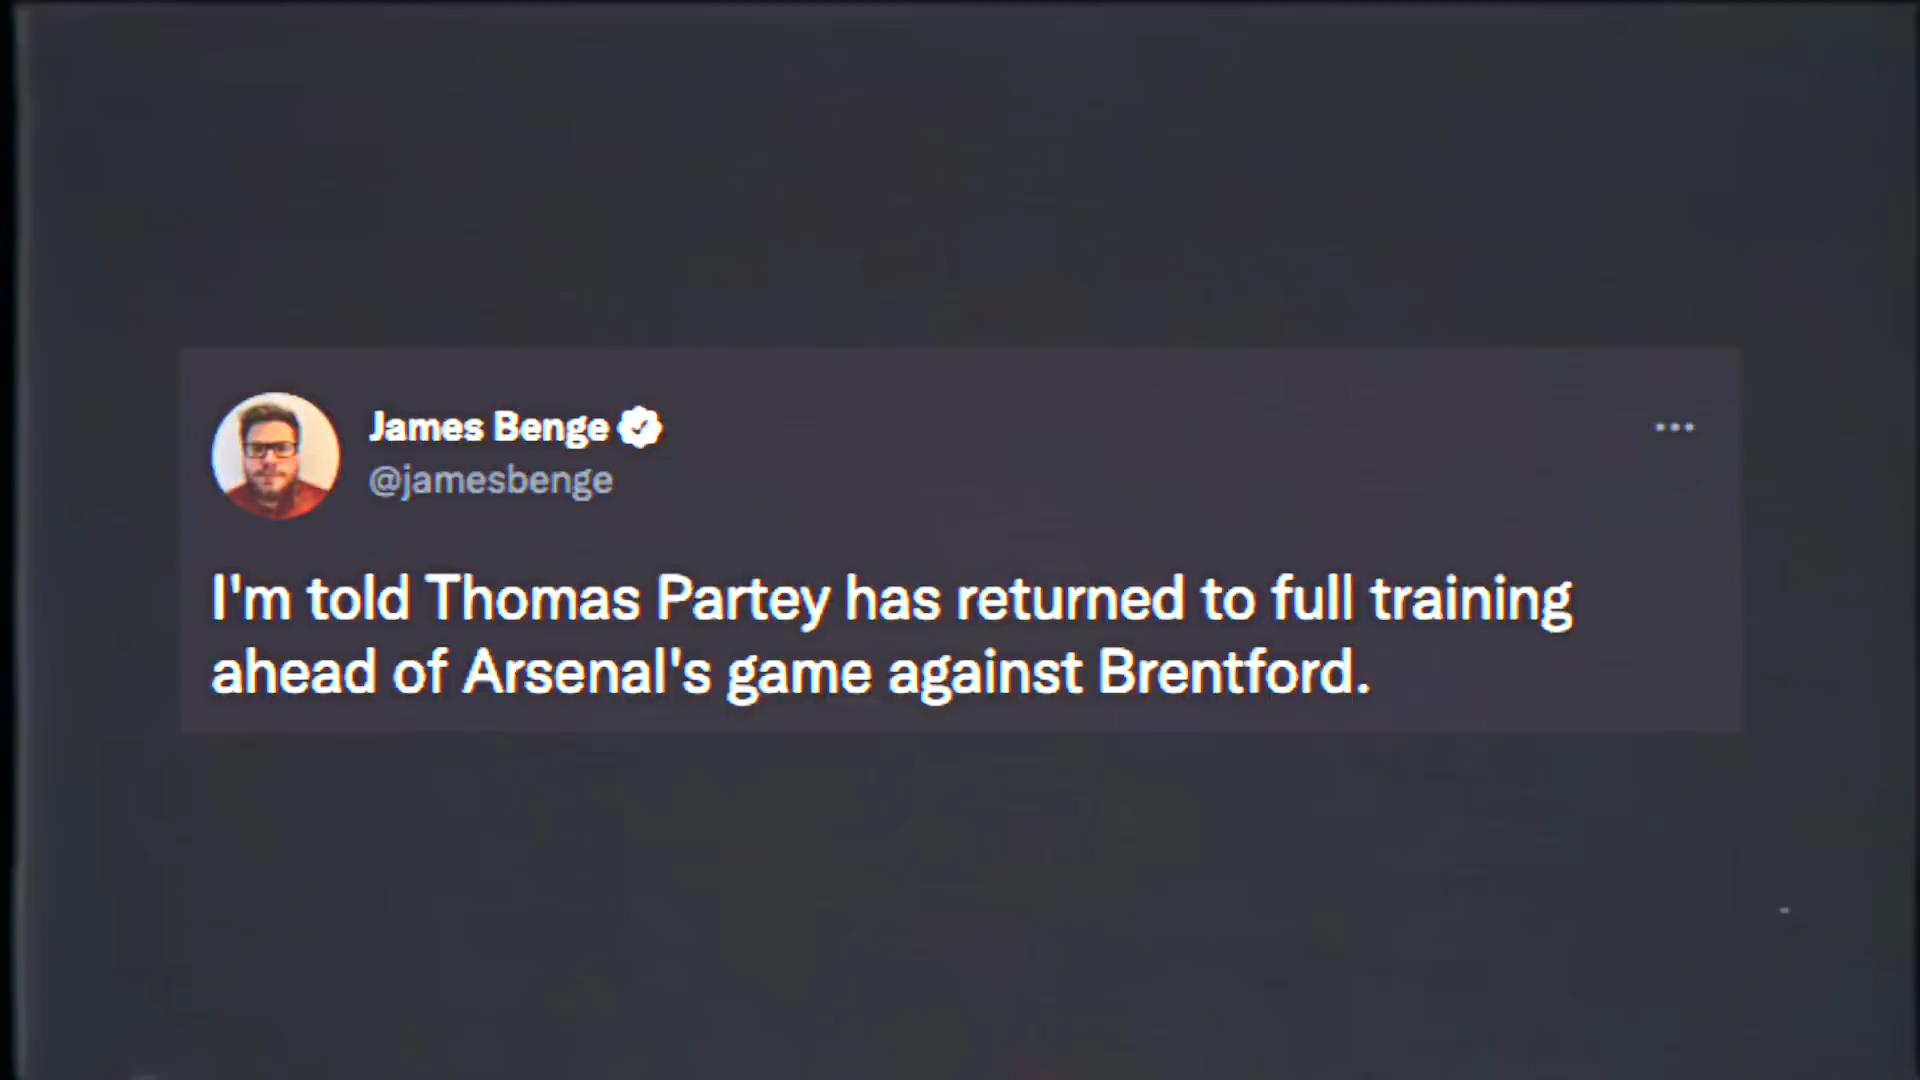 James Benge
@jamesbenge
I'm told Thomas Partey has returned to full training
ahead of Arsenal's game against Brentford.